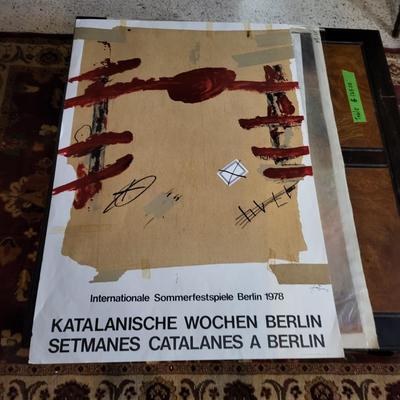 Internationale Sommerfestspiele Berlin 1978
KATALANISCHE WOCHEN BERLIN
SETMANES CATALANES A BERLIN